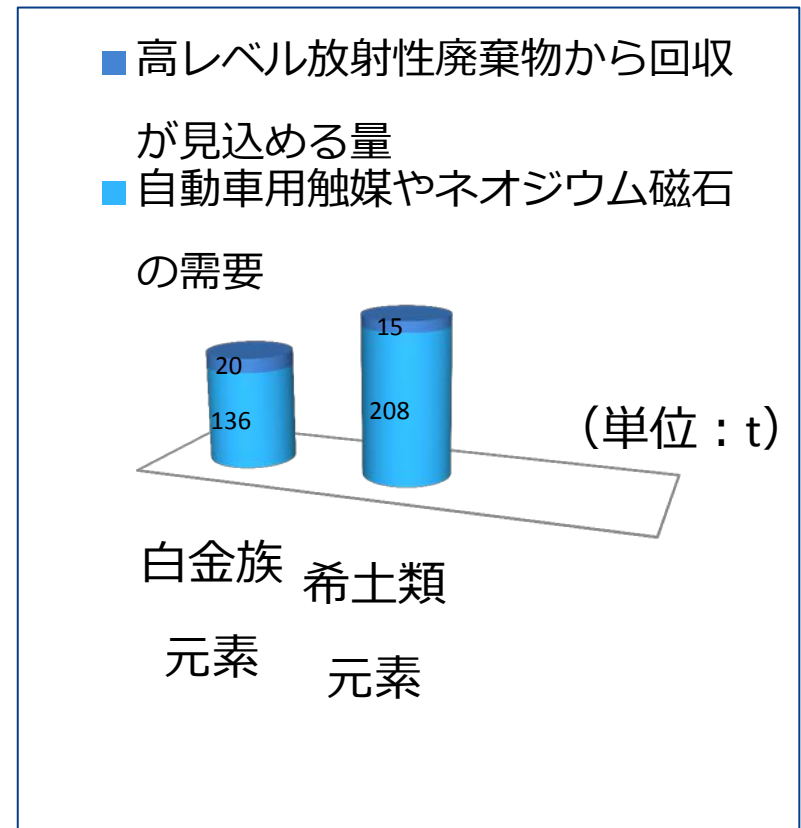 高レベル放射性廃棄物から回収
が見込める量
自動車用触媒やネオジウム磁石
の需要
15
20
208
136
（単位：t）
白金族
元素
希土類
元素